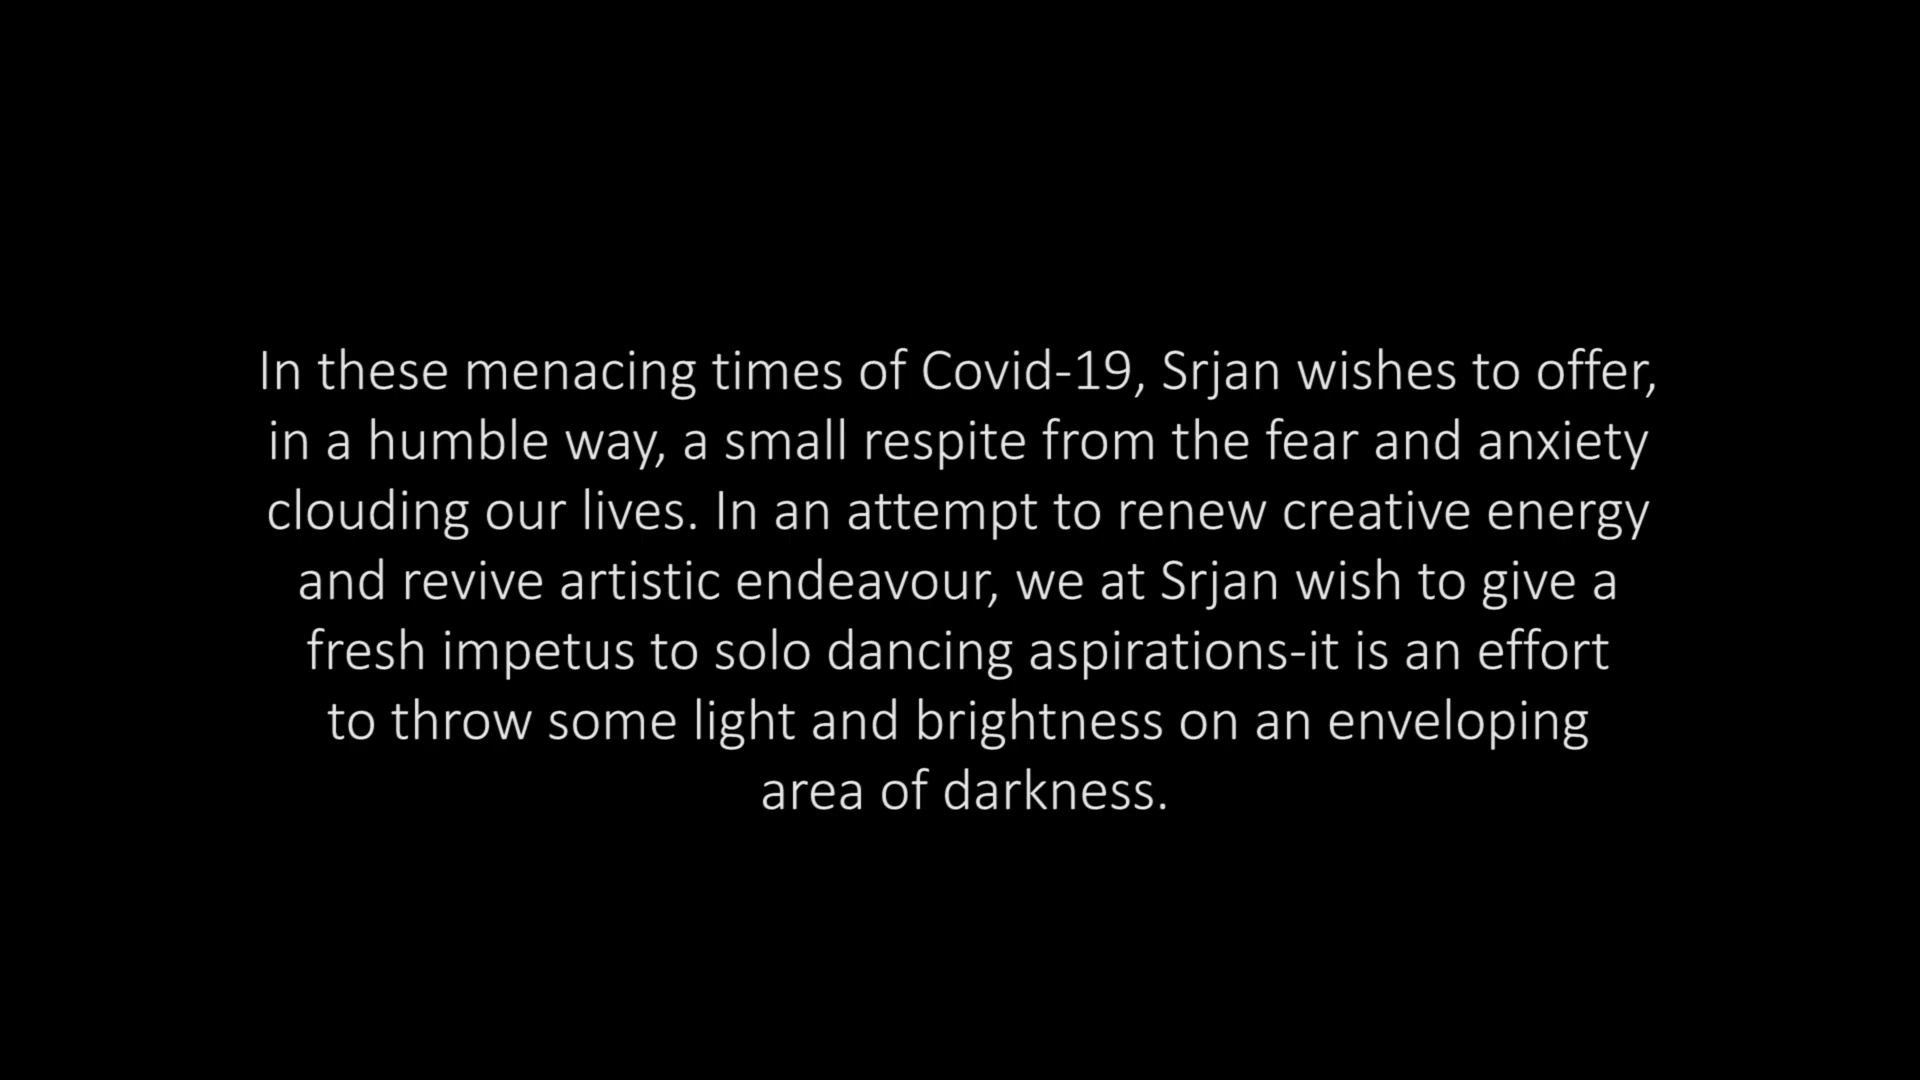 In these menacing times of Covid-19, Srjan wishes to offer,
in a humble way, a small respite from the fear and anxiety
clouding our lives. In an attempt to renew creative energy
and revive artistic endeavour, we at Srjan wish to give a
fresh impetus to solo dancing aspirations-it is an effort
to throw some light and brightness on an enveloping
area of darkness.